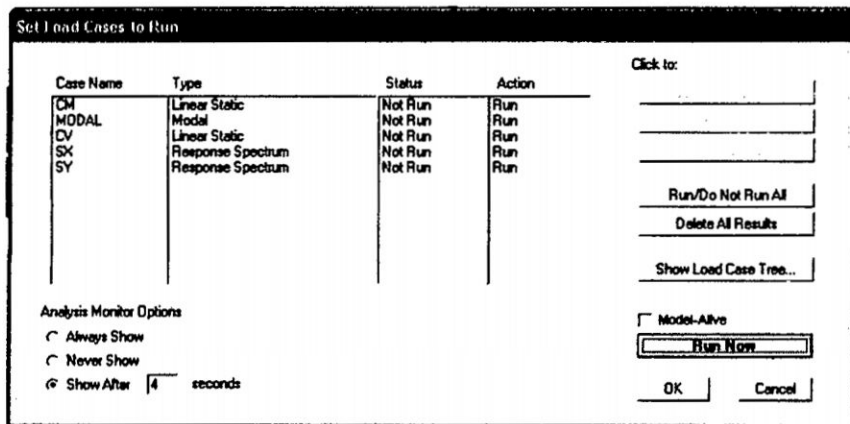 Set Load Cases to Run
Click to:
Case Name Type Status Action
CM Linear Static Not Run Run
MODAL Modal Not Run Run
CV Linear Static Not Run Run
SX Response Spectrum Not Run Run
SY Response Spectrum Not Run Run
Run/Do Not Run All
Delete All Results
Show Load Case Tree...
Analysis Monitor Options
Always Show
Never Show
Show After 4 seconds
Model-Alive
Run Now
OK Cancel